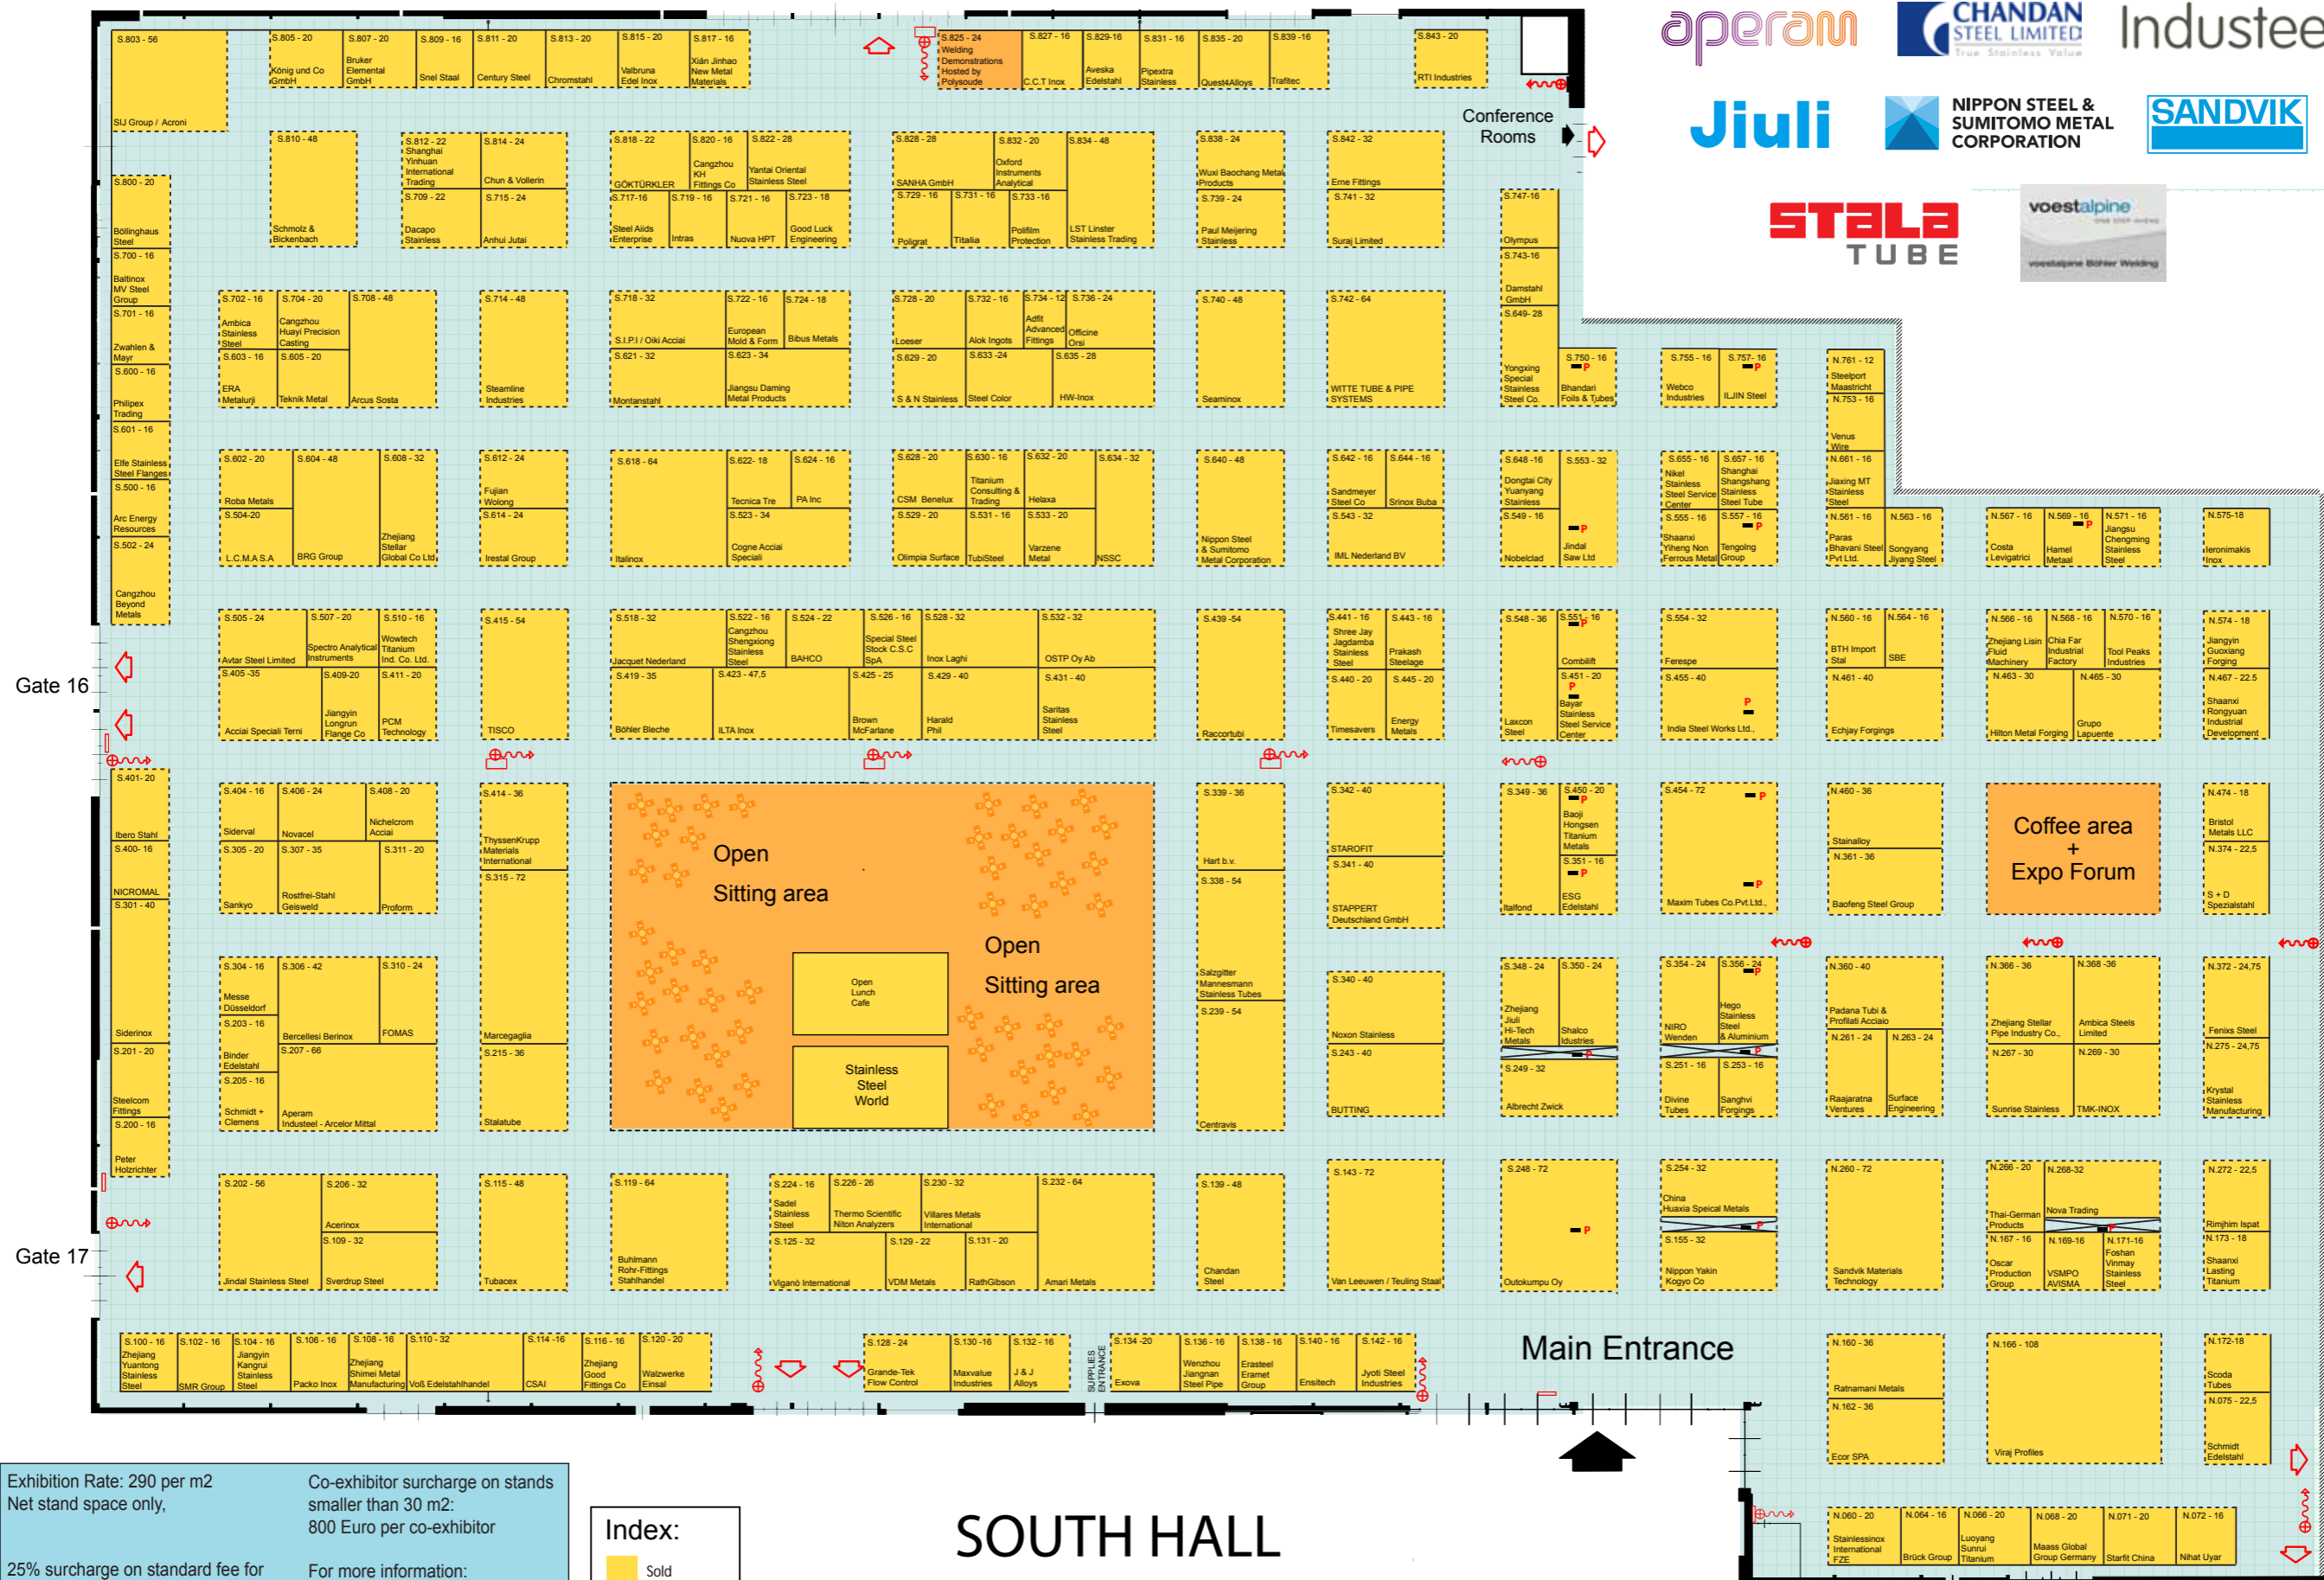 aperam
CHANDAN
STEEL LIMITED
True Stainless Value
Industee
Jiuli
NIPPON STEEL &
SUMITOMO METAL
CORPORATION
SANDVIK
STALA
TUBE
voestalpine
ONE STEP AHEAD.
voestalpine Böhler Welding
S.803 - 56
SIJ Group / Acroni
S.805 - 20
König und Co
GmbH
S.807 - 20
Bruker
Elemental
GmbH
S.809 - 16
Snel Staal
S.811 - 20
Century Steel
S.813 - 20
Chromstahl
S.815 - 20
Valbruna
Edel Inox
S.817 - 16
Xián Jinhao
New Metal
Materials
S.825 - 24
Welding
Demonstrations
Hosted by
Polysoude
S.827 - 16
C.C.T Inox
S.829-16
Aveska
Edelstahl
S.831 - 16
Pipextra
Stainless
S.835 - 20
Quest4Alloys
S.839 -16
Trafitec
S.843 - 20
RTI Industries
Conference
Rooms
S.810 - 48
Schmolz &
Bickenbach
S.812 - 22
Shanghai
Yinhuan
International
Trading
S.814 - 24
Chun & Vollerin
S.709 - 22
Dacapo
Stainless
S.715 - 24
Anhui Jutai
S.818 - 22
GÖKTÜRKLER
S.820 - 16
Cangzhou
KH
Fittings Co
S.822 - 28
Yantai Oriental
Stainless Steel
S.717-16
Steel Aiids
Enterprise
S.719 - 16
Intras
S.721 - 16
Nuova HPT
S.723 - 18
Good Luck
Engineering
S.828 - 28
SANHA GmbH
S.832 - 20
Oxford
Instruments
Analytical
S.834 - 48
LST Linster
Stainless Trading
S.729 - 16
Poligrat
S.731 - 16
Titalia
S.733 -16
Polifilm
Protection
S.838 - 24
Wuxi Baochang Metal
Products
S.739 - 24
Paul Meijering
Stainless
S.842 - 32
Erne Fittings
S.741 - 32
Suraj Limited
S.747-16
Olympus
S.743-16
Damstahl
GmbH
S.649- 28
Yongxing
Special
Stainless
Steel Co.
S.750 - 16
P
Bhandari
Foils & Tubes
S.755 - 16
Webco
Industries
S.757- 16
P
ILJIN Steel
N.761 - 12
Steelport
Maastricht
N.753 - 16
Venus
Wire
N.661 - 16
Jiaxing MT
Stainless
Steel
S.800 - 20
Böllinghaus
Steel
S.700 - 16
Baltinox
MV Steel
Group
S.701 - 16
Zwahlen &
Mayr
S.600 - 16
Philipex
Trading
S.601 - 16
Elfe Stainless
Steel Flanges
S.500 - 16
Arc Energy
Resources
S.502 - 24
Cangzhou
Beyond
Metals
S.702 - 16
Ambica
Stainless
Steel
S.704 - 20
Cangzhou
Huayi Precision
Casting
S.708 - 48
Arcus Sosta
S.603 - 16
ERA
Metalurji
S.605 - 20
Teknik Metal
S.714 - 48
Steamline
Industries
S.718 - 32
S.I.P.I / Oiki Acciai
S.722 - 16
European
Mold & Form
S.724 - 18
Bibus Metals
S.621 - 32
Montanstahl
S.623 - 34
Jiangsu Daming
Metal Products
S.728 - 20
Loeser
S.732 - 16
Alok Ingots
S.734 - 12
Adfit
Advanced
Fittings
S.736 - 24
Officine
Orsi
S.629 - 20
S & N Stainless
S.633 -24
Steel Color
S.635 - 28
HW-Inox
S.740 - 48
Seaminox
S.742 - 64
WITTE TUBE & PIPE
SYSTEMS
S.602 - 20
Roba Metals
S.504-20
L.C.M.A S.A
S.604 - 48
BRG Group
S.608 - 32
Zhejiang
Stellar
Global Co Ltd
S.612 - 24
Fujian
Wolong
S.614 - 24
Irestal Group
S.618 - 64
Italinox
S.622- 18
Tecnica Tre
S.624 - 16
PA Inc
S.523 - 34
Cogne Acciai
Speciali
S.628 - 20
CSM Benelux
S.630 - 16
Titanium
Consulting &
Trading
S.632 - 20
Helaxa
S.634 - 32
NSSC
S.529 - 20
Olimpia Surface
S.531 - 16
TubiSteel
S.533 - 20
Varzene
Metal
S.640 - 48
Nippon Steel
& Sumitomo
Metal Corporation
S.642 - 16
Sandmeyer
Steel Co
S.644 - 16
Srinox Buba
S.543 - 32
IML Nederland BV
S.648 -16
Dongtai City
Yuanyang
Stainless
S.549 - 16
Nobelclad
S.553 - 32
P
Jindal
Saw Ltd
S.655 - 16
Nikel
Stainless
Steel Service
Center
S.657 - 16
Shanghai
Shangshang
Stainless
Steel Tube
S.555 - 16
Shaanxi
Yiheng Non
Ferrous Metal
S.557 - 16
P
Tengolng
Group
N.561 - 16
Paras
Bhavani Steel
Pvt Ltd.
N.563 - 16
Songyang
Jiyang Steel
N.567 - 16
Costa
Levigatrici
N.569 - 16
P
Hamel
Metaal
N.571 - 16
Jiangsu
Chengming
Stainless
Steel
N.575-18
Ieronimakis
Inox
Gate 16
S.505 - 24
Avtar Steel Limited
S.507 - 20
Spectro Analytical
Instruments
S.510 - 16
Wowtech
Titanium
Ind. Co. Ltd.
S.405 -35
Acciai Speciali Terni
S.409-20
Jiangyin
Longrun
Flange Co
S.411 - 20
PCM
Technology
S.415 - 54
TISCO
S.518 - 32
Jacquet Nederland
S.522 - 16
Cangzhou
Shengxiong
Stainless
Steel
S.524 - 22
BAHCO
S.526 - 16
Special Steel
Stock C.S.C
SpA
S.528 - 32
Inox Laghi
S.532 - 32
OSTP Oy Ab
S.419 - 35
Böhler Bleche
S.423 - 47,5
ILTA Inox
S.425 - 25
Brown
McFarlane
S.429 - 40
Harald
Phil
S.431 - 40
Saritas
Stainless
Steel
S.439 -54
Raccortubi
S.441 - 16
Shree Jay
Jagdamba
Stainless
Steel
S.443 - 16
Prakash
Steelage
S.440 - 20
Timesavers
S.445 - 20
Energy
Metals
S.548 - 36
Laxcon
Steel
S.551 - 16
P
Combilift
S.451 - 20
P
Bayar
Stainless
Steel Service
Center
S.554 - 32
Ferespe
S.455 - 40
P
India Steel Works Ltd.,
N.560 - 16
BTH Import
Stal
N.564 - 16
SBE
N.461 - 40
Echjay Forgings
N.566 - 16
Zhejiang Lisin
Fluid
Machinery
N.568 - 16
Chia Far
Industrial
Factory
N.570 - 16
Tool Peaks
Industries
N.463 - 30
Hilton Metal Forging
N.465 - 30
Grupo
Lapuente
N.574 - 18
Jiangyin
Guoxiang
Forging
N.467 - 22.5
Shaanxi
Rongyuan
Industrial
Development
S.401- 20
Ibero Stahl
S.400- 16
NICROMAL
S.301 - 40
Siderinox
S.201 - 20
Steelcom
Fittings
S.200 - 16
Peter
Holzrichter
S.404 - 16
Siderval
S.406 - 24
Novacel
S.408 - 20
Nichelcrom
Acciai
S.305 - 20
Sankyo
S.307 - 35
Rostfrei-Stahl
Geisweld
S.311 - 20
Proform
S.414 - 36
ThyssenKrupp
Materials
International
S.315 - 72
Marcegaglia
S.215 - 36
Stalatube
Open
Sitting area
Open
Sitting area
Open
Lunch
Cafe
Stainless
Steel
World
S.339 - 36
Hart b.v.
S.338 - 54
Salzgitter
Mannesmann
Stainless Tubes
S.239 - 54
Centravis
S.342 - 40
STAROFIT
S.341 - 40
STAPPERT
Deutschland GmbH
S.340 - 40
Noxon Stainless
S.243 - 40
BUTTING
S.349 - 36
Italfond
S.450 - 20
P
Baoji
Hongsen
Titanium
Metals
S.351 - 16
P
ESG
Edelstahl
S.454 - 72
P
P
Maxim Tubes Co.Pvt.Ltd.,
N.460 - 36
Stainalloy
N.361 - 36
Baofeng Steel Group
Coffee area
+
Expo Forum
N.474 - 18
Bristol
Metals LLC
N.374 - 22,5
S + D
Spezialstahl
S.304 - 16
Messe
Düsseldorf
S.203 - 16
Binder
Edelstahl
S.205 - 16
Schmidt +
Clemens
S.306 - 42
Bercellesi Berinox
S.310 - 24
FOMAS
S.207 - 66
Aperam
Industeel - Arcelor Mittal
S.348 - 24
Zhejiang
Jiuli
Hi-Tech
Metals
S.350 - 24
Shalco
Idustries
P
S.249 - 32
Albrecht Zwick
S.354 - 24
NIRO
Wenden
S.356 - 24
P
Hego
Stainless
Steel
& Aluminium
P
S.251 - 16
Divine
Tubes
S.253 - 16
Sanghvi
Forgings
N.360 - 40
Padana Tubi &
Profilati Acciaio
N.261 - 24
Raajaratna
Ventures
N.263 - 24
Surface
Engineering
N.366 - 36
Zhejiang Stellar
Pipe Industry Co.,
N.368 -36
Ambica Steels
Limited
N.267 - 30
Sunrise Stainless
N.269 - 30
TMK-INOX
N.372 - 24,75
Fenixs Steel
N.275 - 24,75
Krystal
Stainless
Manufacturing
Gate 17
S.202 - 56
Jindal Stainless Steel
S.206 - 32
Acerinox
S.109 - 32
Sverdrup Steel
S.115 - 48
Tubacex
S.119 - 64
Buhlmann
Rohr-Fittings
Stahlhandel
S.224 - 16
Sadel
Stainless
Steel
S.226 - 26
Thermo Scientific
Niton Analyzers
S.230 - 32
Villares Metals
International
S.232 - 64
Amari Metals
S.125 - 32
Viganò International
S.129 - 22
VDM Metals
S.131 - 20
RathGibson
S.139 - 48
Chandan
Steel
S.143 - 72
Van Leeuwen / Teuling Staal
S.248 - 72
P
Outokumpu Oy
S.254 - 32
China
Huaxia Speical Metals
P
S.155 - 32
Nippon Yakin
Kogyo Co
N.260 - 72
Sandvik Materials
Technology
N.266 - 20
Thai-German
Products
N.268-32
Nova Trading
P
N.167 - 16
Oscar
Production
Group
N.169-16
VSMPO
AVISMA
N.171-16
Foshan
Vinmay
Stainless
Steel
N.272 - 22,5
Rimjhim Ispat
N.173 - 18
Shaanxi
Lasting
Titanium
S.100 - 16
Zhejiang
Yuantong
Stainless
Steel
S.102 - 16
SMR Group
S.104 - 16
Jiangyin
Kangrui
Stainless
Steel
S.106 - 16
Packo Inox
S.108 - 16
Zhejiang
Shimei Metal
Manufacturing
S.110 - 32
Voß Edelstahlhandel
S.114 -16
CSAI
S.116 - 16
Zhejiang
Good
Fittings Co
S.120 - 20
Walzwerke
Einsal
S.128 - 24
Grande-Tek
Flow Control
S.130 -16
Maxvalue
Industries
S.132 - 16
J & J
Alloys
SUPPLIES
ENTRANCE
S.134 -20
Exova
S.136 - 16
Wenzhou
Jiangnan
Steel Pipe
S.138 - 16
Erasteel
Eramet
Group
S.140 - 16
Ensitech
S.142 - 16
Jyoti Steel
Industries
Main Entrance
N.160 - 36
Ratnamani Metals
N.162 - 36
Ecor SPA
N.166 - 108
Viraj Profiles
N.172-18
Scoda
Tubes
N.075 - 22,5
Schmidt
Edelstahl
N.060 - 20
Stainlessinox
International
FZE
N.064 - 16
Brück Group
N.066 - 20
Luoyang
Sunrui
Titanium
N.068 - 20
Maass Global
Group Germany
N.071 - 20
Starfit China
N.072 - 16
Nihat Uyar
Exhibition Rate: 290 per m2
Net stand space only,
25% surcharge on standard fee for
Co-exhibitor surcharge on stands
smaller than 30 m2:
800 Euro per co-exhibitor
For more information:
Index:
Sold
SOUTH HALL